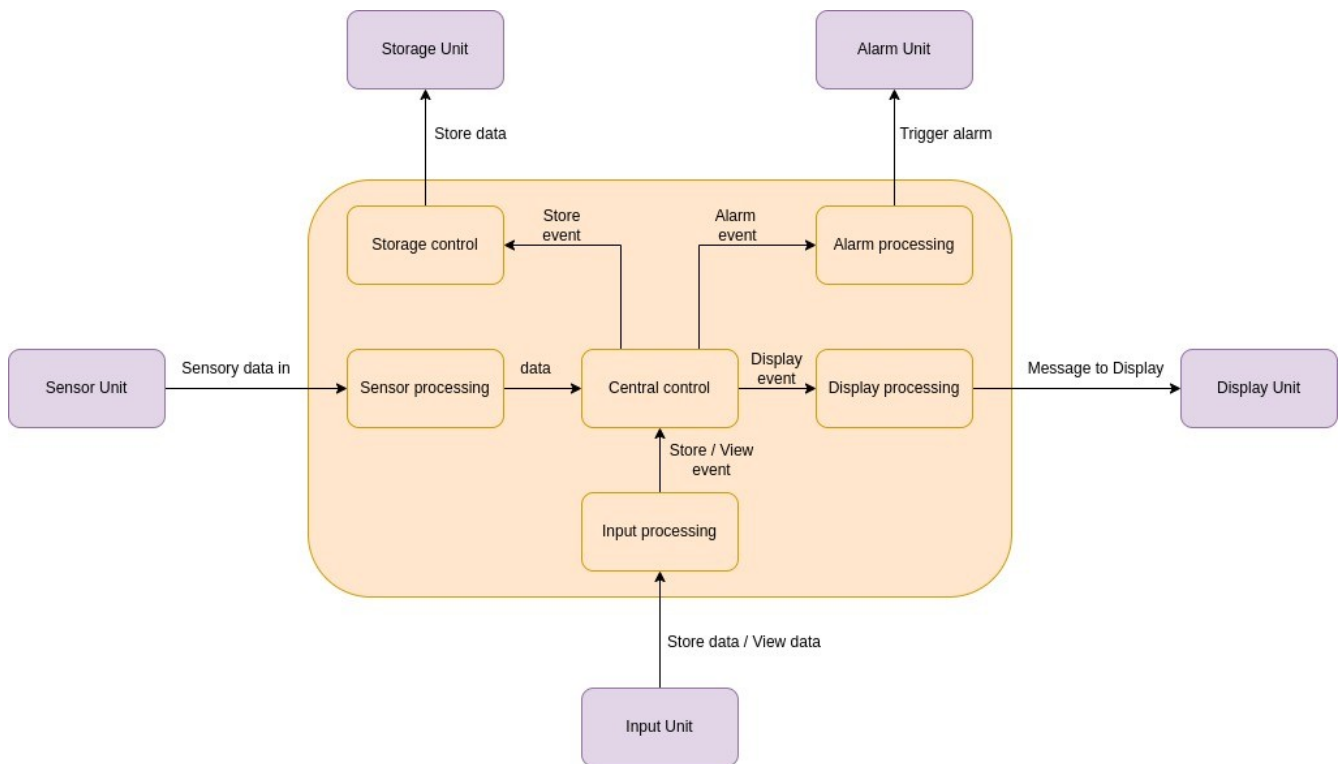 Storage Unit
Alarm Unit
Store data
Trigger alarm
Store
event
Alarm
event
Storage control
Alarm processing
Sensor Unit
Sensory data in
Sensor processing
data
Central control
Display
event
Display processing
Message to Display
Display Unit
Store / View
event
Input processing
Store data / View data
Input Unit